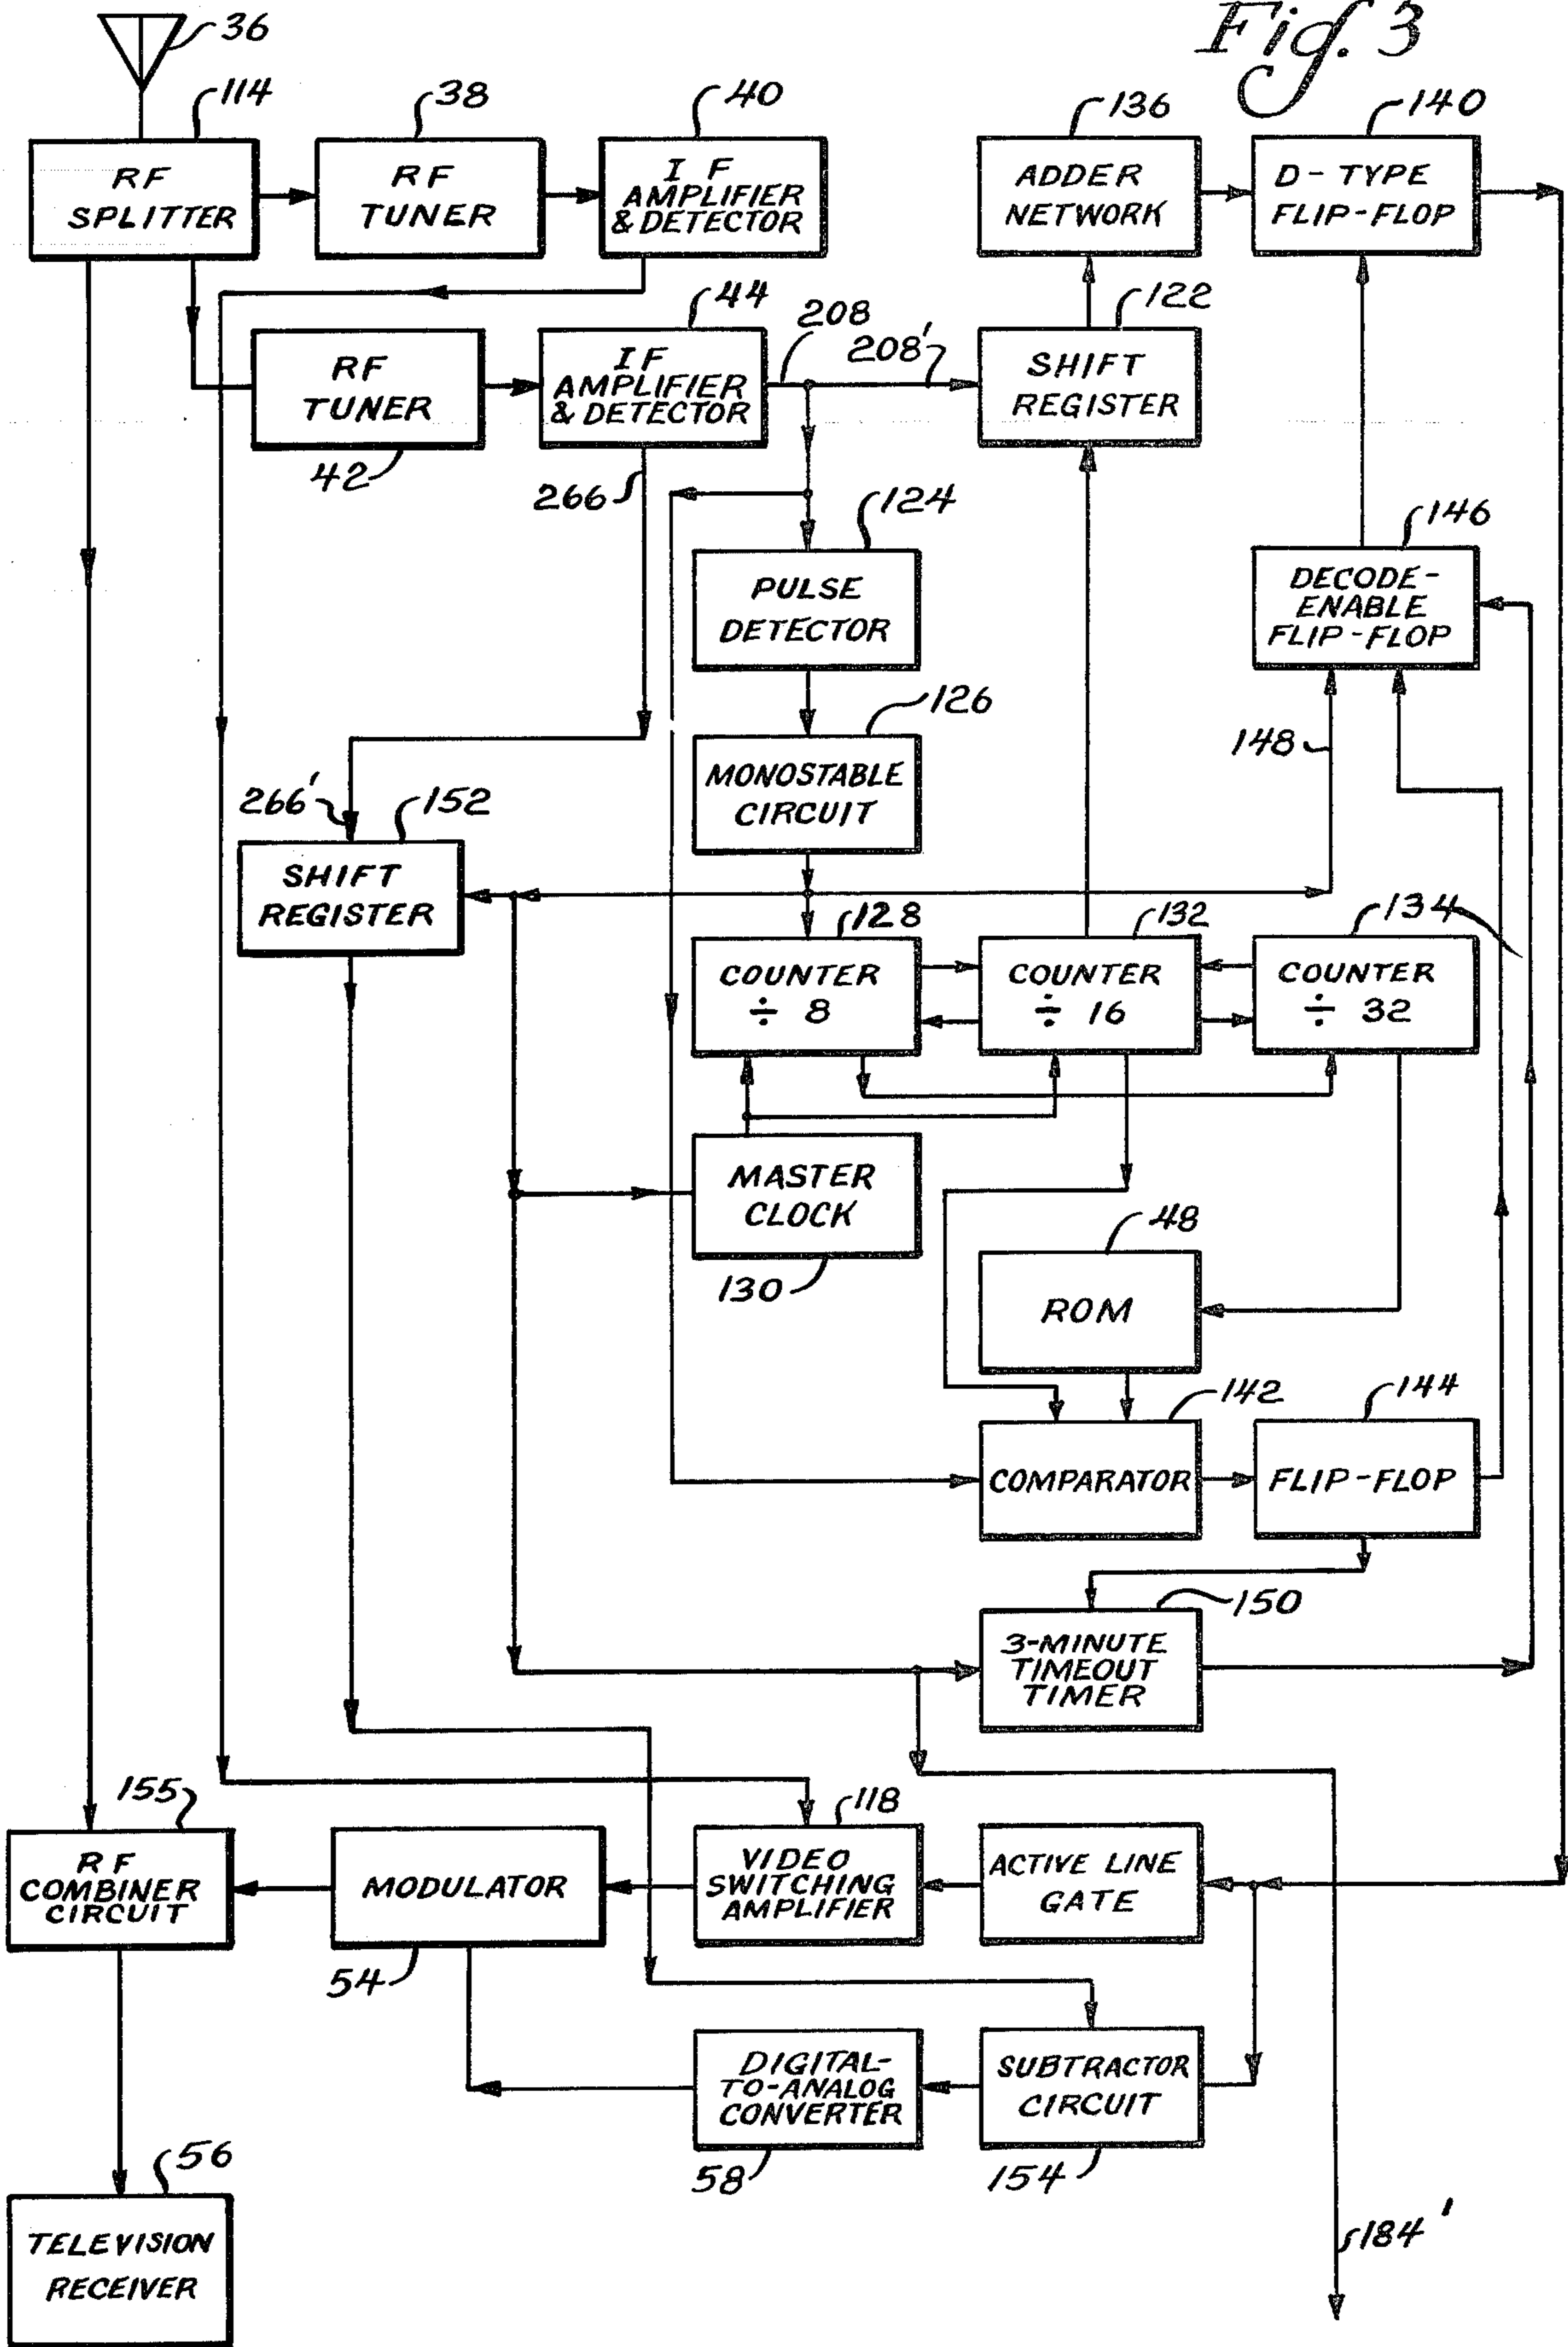 Fig. 3
36
114
38
40
136
140
RF
SPLITTER
RF
TUNER
I F
AMPLIFIER
& DETECTOR
ADDER
NETWORK
D-TYPE
FLIP-FLOP
44
208
208'
122
RF
TUNER
IF
AMPLIFIER
& DETECTOR
SHIFT
REGISTER
42
266
124
146
PULSE
DETECTOR
DECODE-
ENABLE
FLIP-FLOP
126
148
MONOSTABLE
CIRCUIT
266'
152
SHIFT
REGISTER
128
132
134
COUNTER
÷ 8
COUNTER
÷ 16
COUNTER
÷ 32
MASTER
CLOCK
130
48
ROM
142
144
COMPARATOR
FLIP-FLOP
150
3-MINUTE
TIMEOUT
TIMER
155
118
RF
COMBINER
CIRCUIT
MODULATOR
VIDEO
SWITCHING
AMPLIFIER
ACTIVE LINE
GATE
54
DIGITAL-
TO-ANALOG
CONVERTER
SUBTRACTOR
CIRCUIT
58
154
56
TELEVISION
RECEIVER
184'